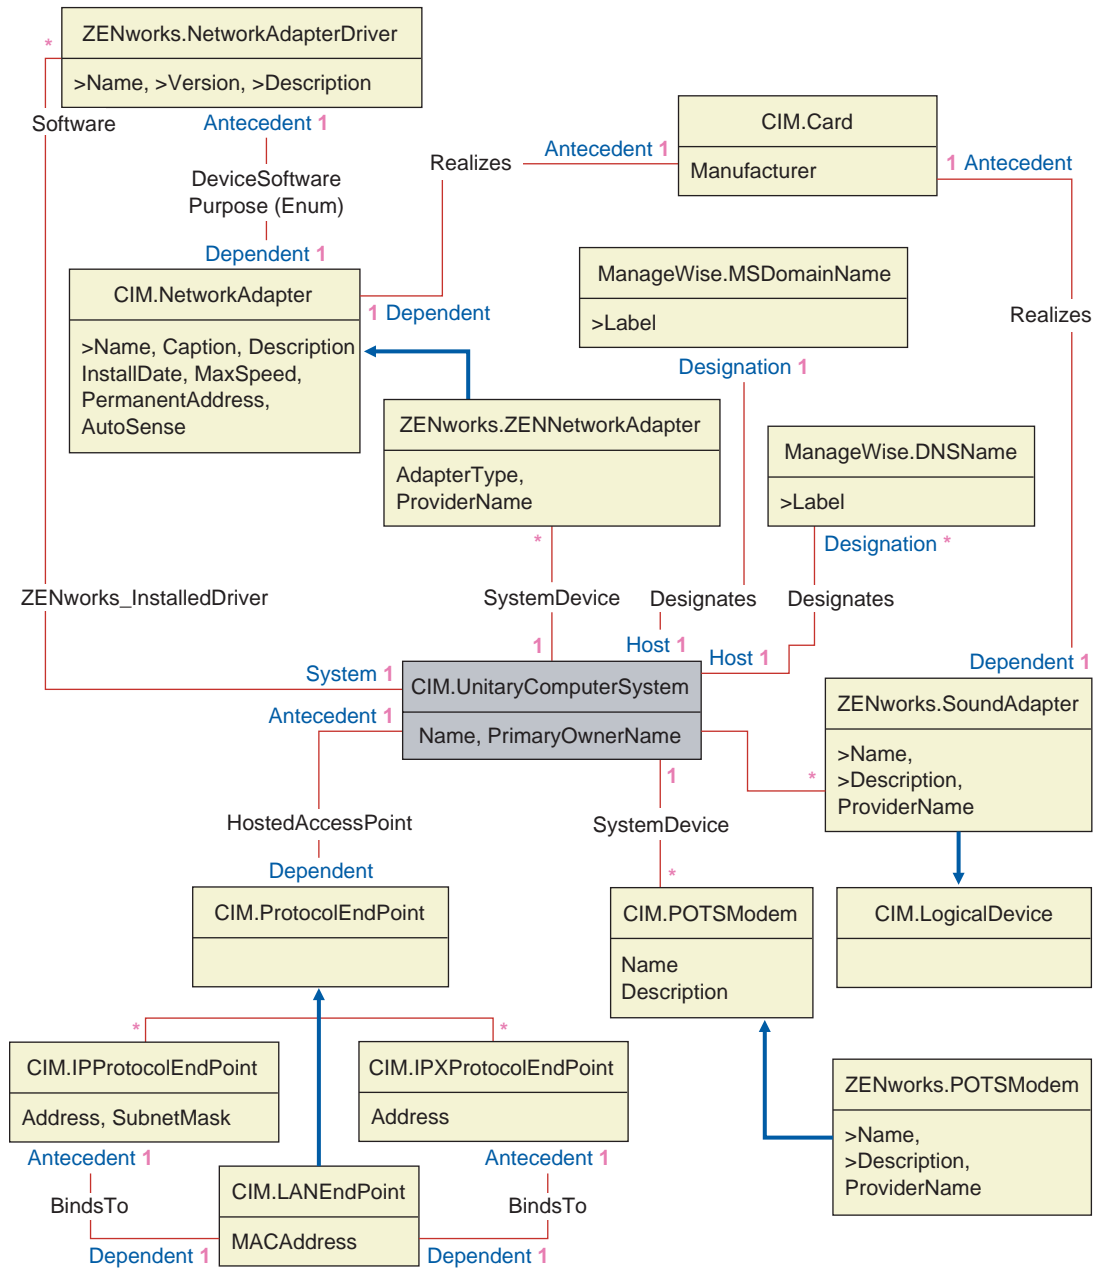 ZENworks.NetworkAdapterDriver
*
>Name, >Version, >Description
Software
Antecedent 1
DeviceSoftware
Purpose (Enum)
Dependent 1
CIM.Card
Manufacturer
Antecedent 1
1 Antecedent
Realizes
CIM.NetworkAdapter
>Name, Caption, Description
InstallDate, MaxSpeed,
PermanentAddress,
AutoSense
1 Dependent
ManageWise.MSDomainName
>Label
Designation 1
Realizes
ZENworks.ZENNetworkAdapter
AdapterType,
ProviderName
*
ManageWise.DNSName
>Label
Designation *
ZENworks_InstalledDriver
SystemDevice
Designates
Designates
1
Host 1
Host 1
Dependent 1
System 1
Antecedent 1
CIM.UnitaryComputerSystem
Name, PrimaryOwnerName
ZENworks.SoundAdapter
>Name,
>Description,
ProviderName
1
*
HostedAccessPoint
SystemDevice
Dependent
*
CIM.ProtocolEndPoint
CIM.POTSModem
Name
Description
CIM.LogicalDevice
*
*
CIM.IPProtocolEndPoint
Address, SubnetMask
CIM.IPXProtocolEndPoint
Address
ZENworks.POTSModem
>Name,
>Description,
ProviderName
Antecedent 1
Antecedent 1
BindsTo
BindsTo
CIM.LANEndPoint
MACAddress
Dependent 1
Dependent 1